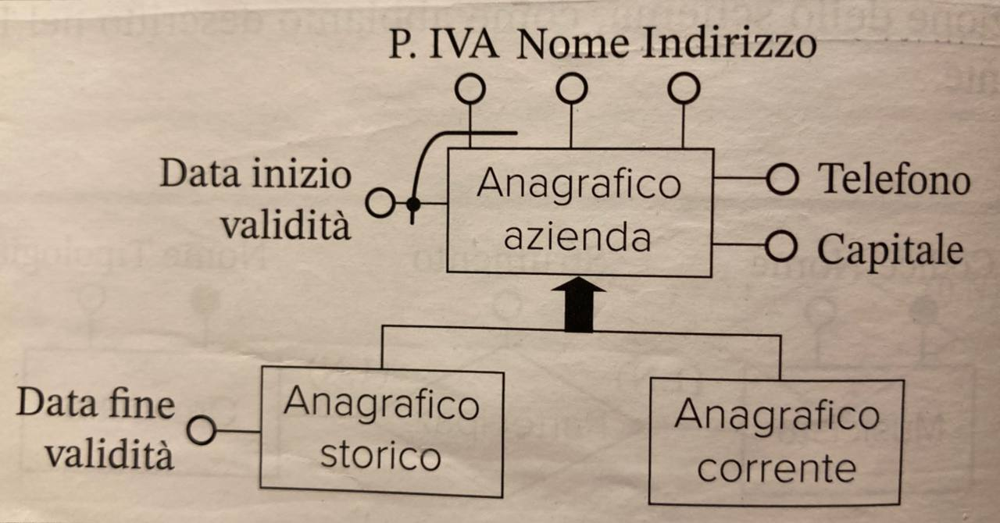 P. IVA Nome Indirizzo
Data inizio
validità
Anagrafico
azienda
Telefono
Capitale
Data fine
validità
Anagrafico
storico
Anagrafico
corrente